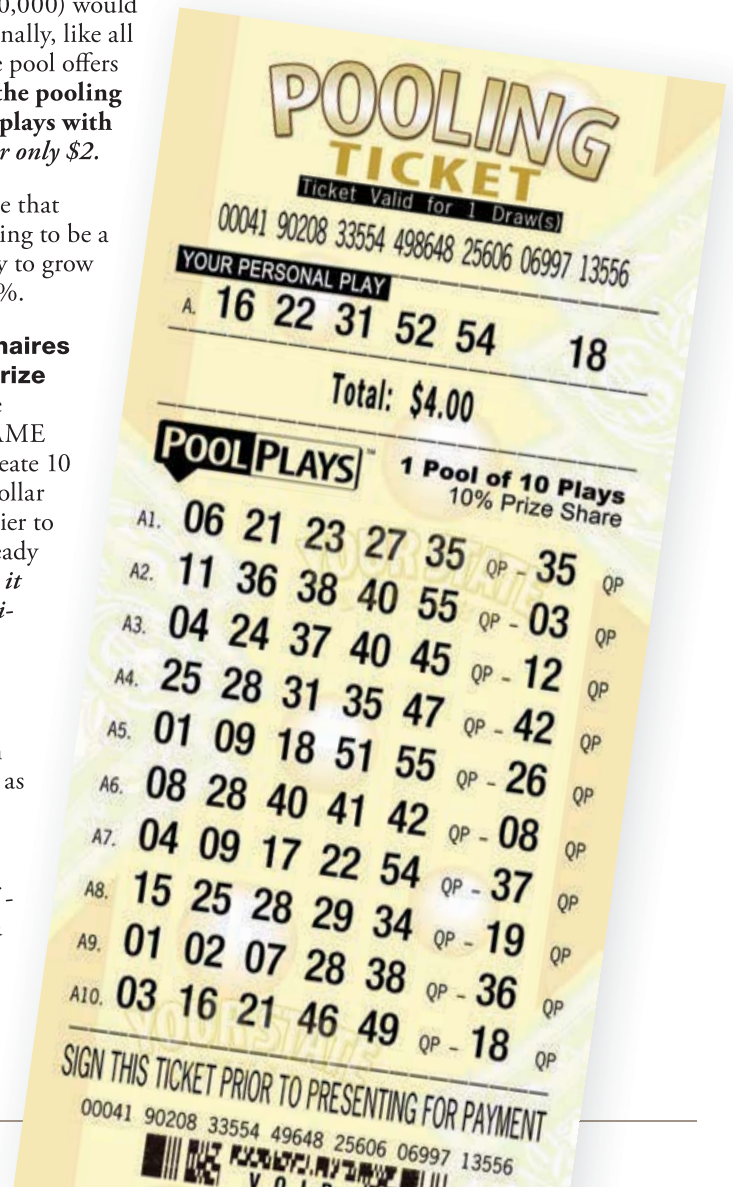 0,000) would
nally, like all
e pool offers
the pooling
plays with
r only $2.
e that
ing to be a
y to grow
%.
naires
rize
e
AME
eate 10
ollar
ier to
eady
it
i-
as
POOLING
TICKET
Ticket Valid for 1 Draw(s)
00041 90208 33554 498648 25606 06997 13556
YOUR PERSONAL PLAY
A. 16 22 31 52 54 18
Total: $4.00
POOLPLAYS™ 1 Pool of 10 Plays
10% Prize Share
A1. 06 21 23 27 35 QP - 35 QP
A2. 11 36 38 40 55 QP - 03 QP
A3. 04 24 37 40 45 QP - 12 QP
A4. 25 28 31 35 47 QP - 42 QP
A5. 01 09 18 51 55 QP - 26 QP
A6. 08 28 40 41 42 QP - 08 QP
A7. 04 09 17 22 54 QP - 37 QP
A8. 15 25 28 29 34 QP - 19 QP
A9. 01 02 07 28 38 QP - 36 QP
A10. 03 16 21 46 49 QP - 18 QP
YOUR STATE
YOUR STATE
SIGN THIS TICKET PRIOR TO PRESENTING FOR PAYMENT
00041 90208 33554 49648 25606 06997 13556